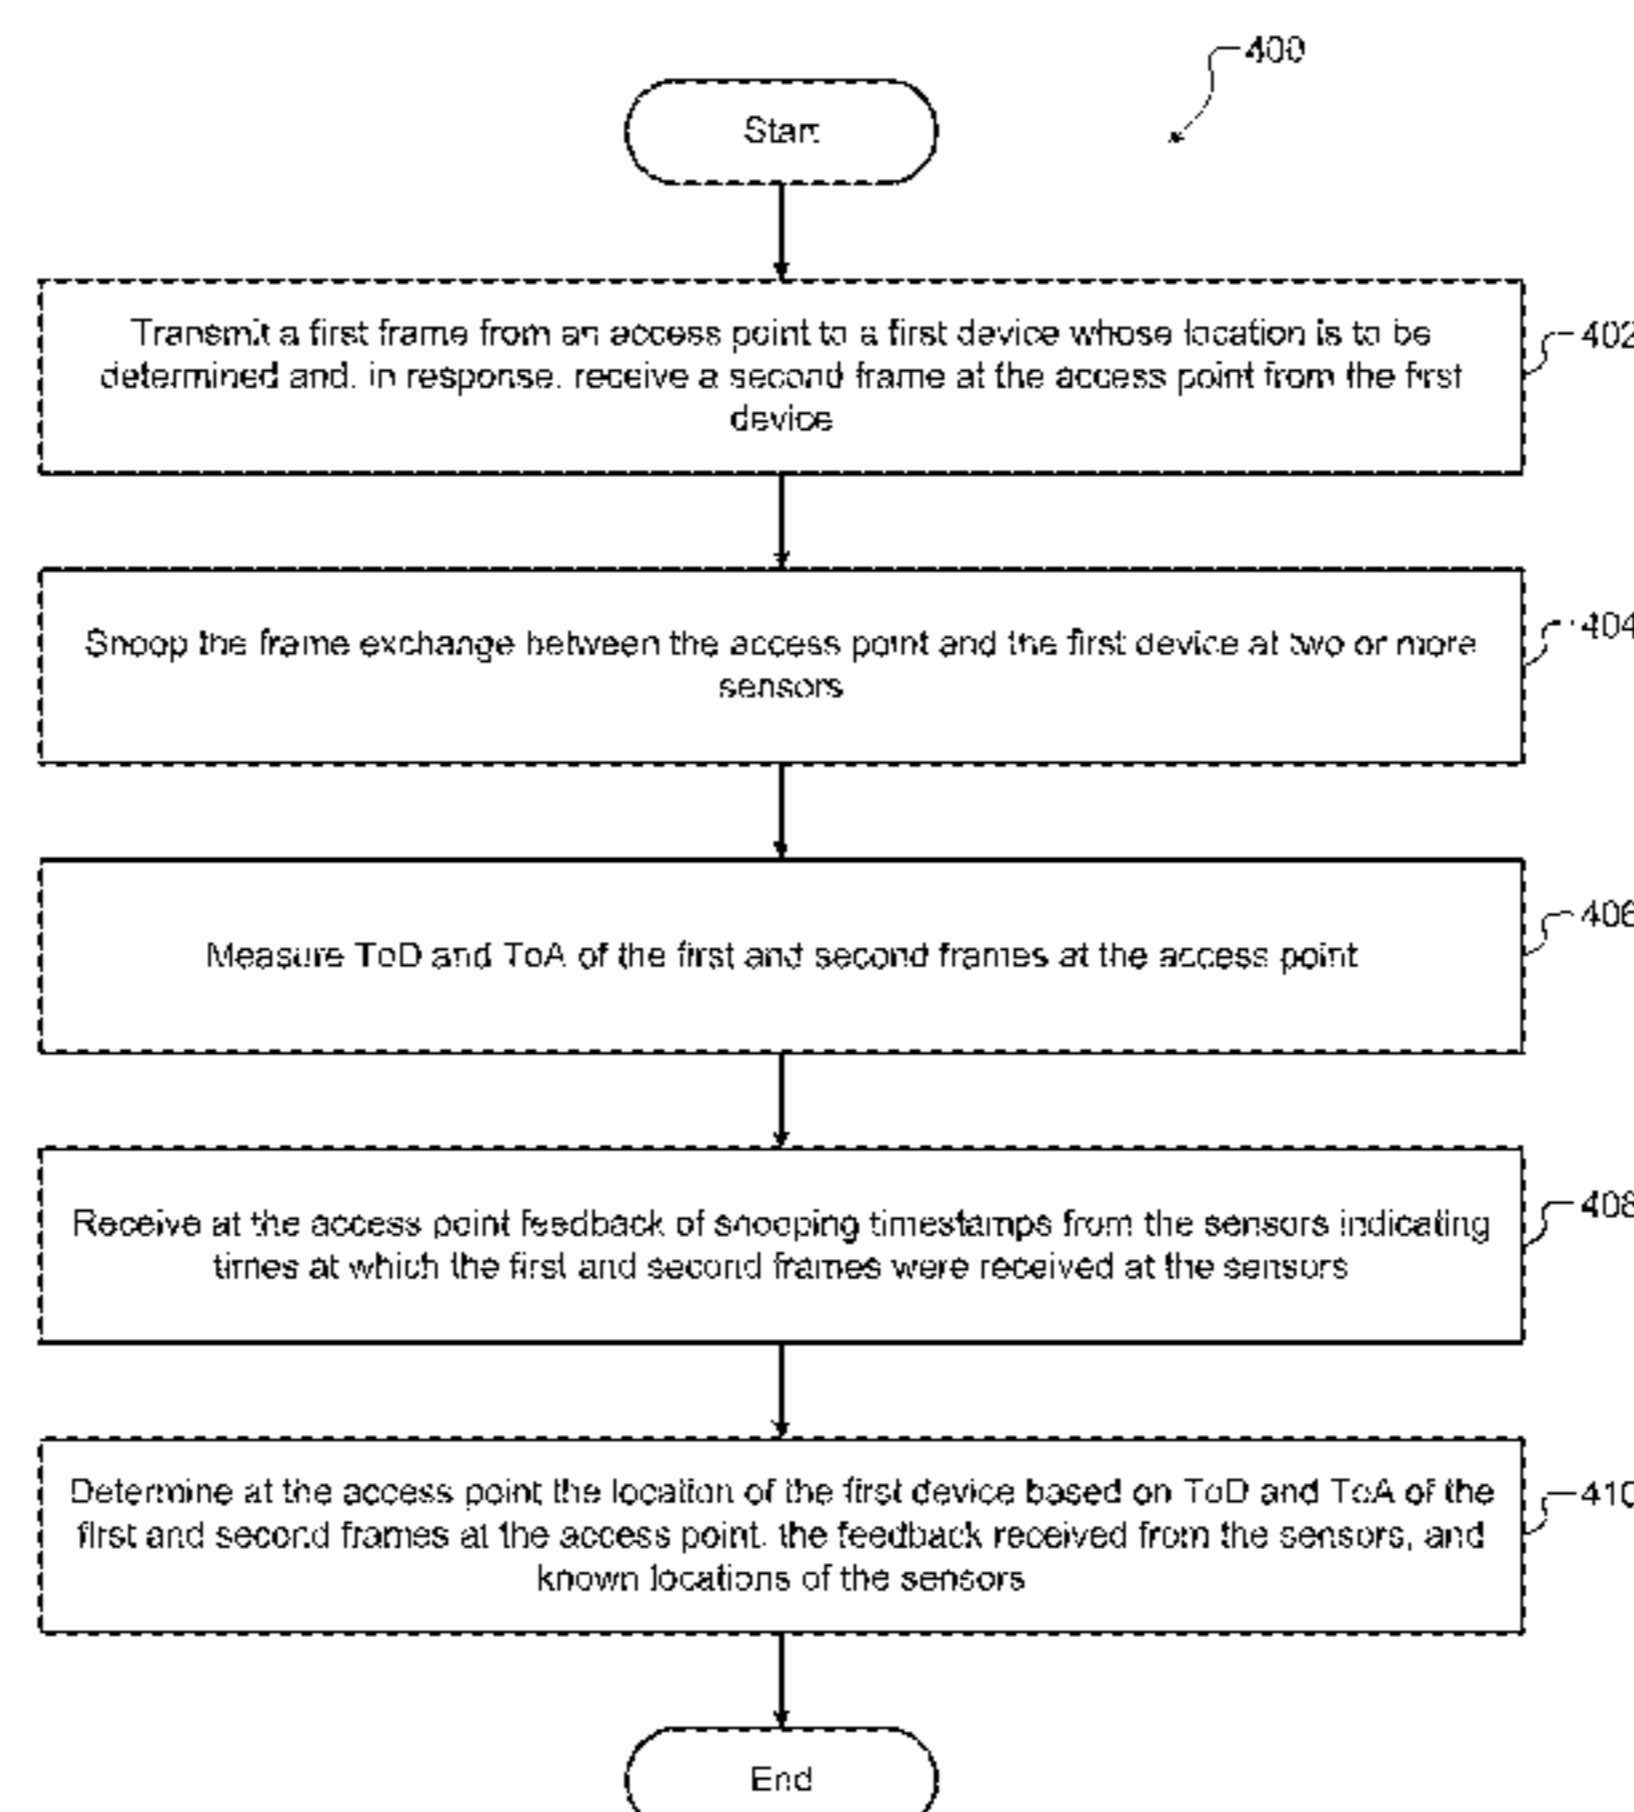 400
Start
Transmit a first frame from an access point to a first device whose location is to be
determined and, in response, receive a second frame at the access point from the first
device
402
Snoop the frame exchange between the access point and the first device at two or more
sensors
404
Measure ToD and ToA of the first and second frames at the access point
406
Receive at the access point feedback of snooping timestamps from the sensors indicating
times at which the first and second frames were received at the sensors
408
Determine at the access point the location of the first device based on ToD and ToA of the
first and second frames at the access point, the feedback received from the sensors, and
known locations of the sensors
410
End